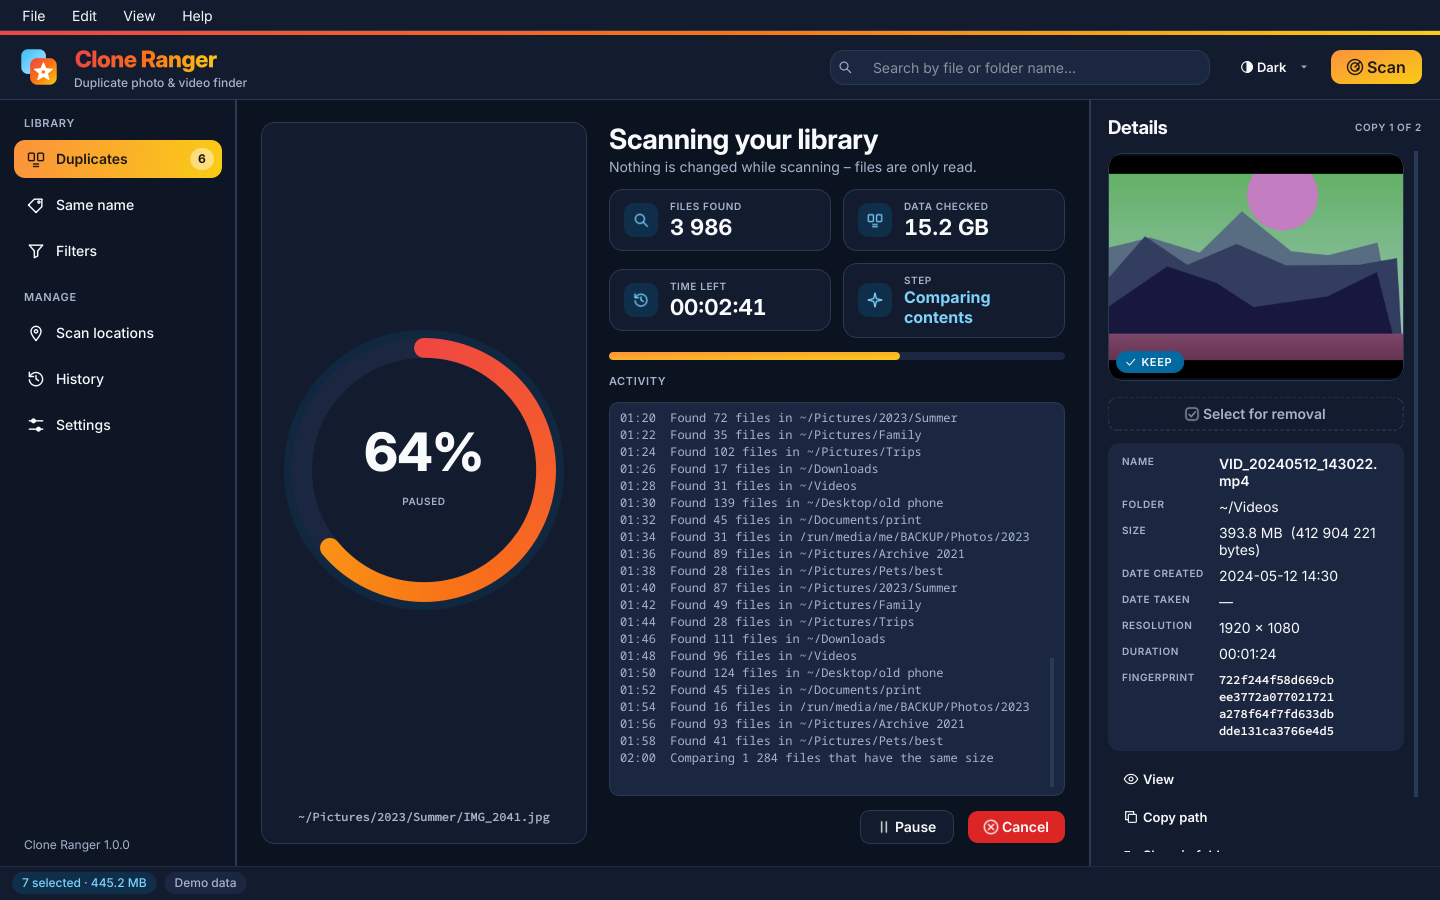 File Edit View Help
Clone Ranger
Duplicate photo & video finder
Search by file or folder name...
Dark
Scan
LIBRARY
Duplicates 6
Same name
Filters
MANAGE
Scan locations
History
Settings
Clone Ranger 1.0.0
64%
PAUSED
~/Pictures/2023/Summer/IMG_2041.jpg
Scanning your library
Nothing is changed while scanning – files are only read.
FILES FOUND
3 986
DATA CHECKED
15.2 GB
TIME LEFT
00:02:41
STEP
Comparing
contents
ACTIVITY
01:20 Found 72 files in ~/Pictures/2023/Summer
01:22 Found 35 files in ~/Pictures/Family
01:24 Found 102 files in ~/Pictures/Trips
01:26 Found 17 files in ~/Downloads
01:28 Found 31 files in ~/Videos
01:30 Found 139 files in ~/Desktop/old phone
01:32 Found 45 files in ~/Documents/print
01:34 Found 31 files in /run/media/me/BACKUP/Photos/2023
01:36 Found 89 files in ~/Pictures/Archive 2021
01:38 Found 28 files in ~/Pictures/Pets/best
01:40 Found 87 files in ~/Pictures/2023/Summer
01:42 Found 49 files in ~/Pictures/Family
01:44 Found 28 files in ~/Pictures/Trips
01:46 Found 111 files in ~/Downloads
01:48 Found 96 files in ~/Videos
01:50 Found 124 files in ~/Desktop/old phone
01:52 Found 45 files in ~/Documents/print
01:54 Found 16 files in /run/media/me/BACKUP/Photos/2023
01:56 Found 93 files in ~/Pictures/Archive 2021
01:58 Found 41 files in ~/Pictures/Pets/best
02:00 Comparing 1 284 files that have the same size
Pause
Cancel
Details
COPY 1 OF 2
KEEP
Select for removal
NAME VID_20240512_143022.
mp4
FOLDER ~/Videos
SIZE 393.8 MB (412 904 221
bytes)
DATE CREATED 2024-05-12 14:30
DATE TAKEN —
RESOLUTION 1920 × 1080
DURATION 00:01:24
FINGERPRINT 722f244f58d669cb
ee3772a077021721
a278f64f7fd633db
dde131ca3766e4d5
View
Copy path
7 selected · 445.2 MB
Demo data